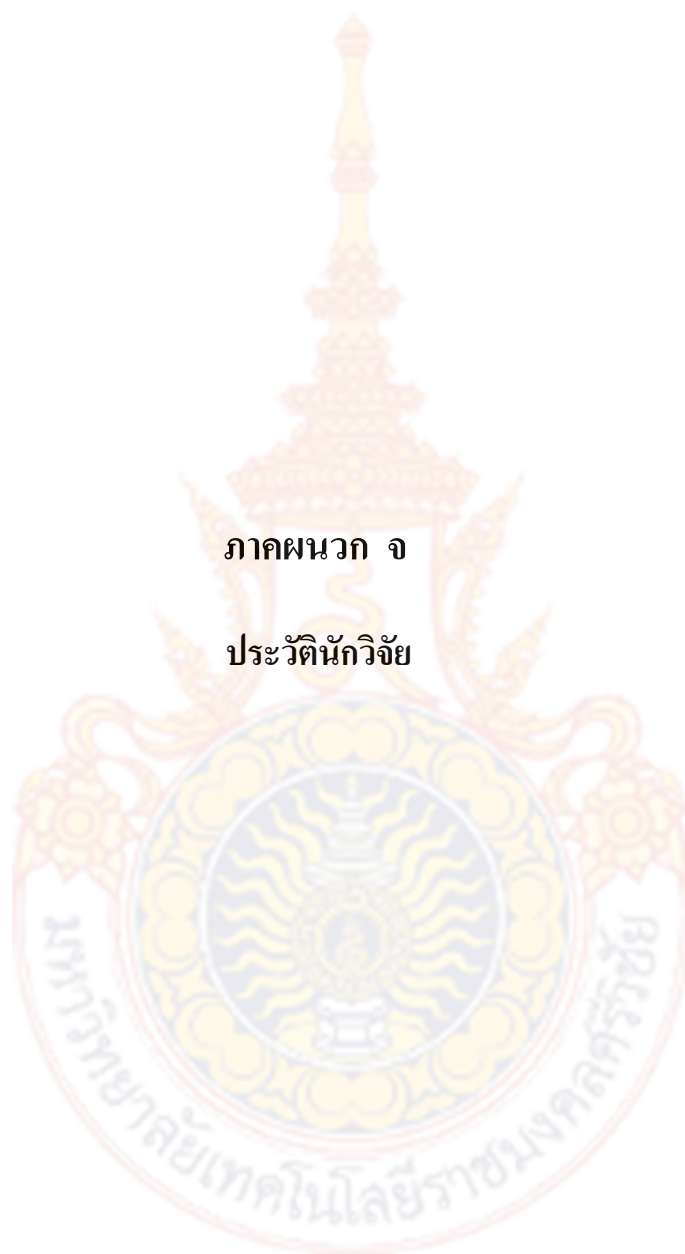 ภาคผนวก จ
ประวัตินักวิจัย
มหาวิทยาลัยเทคโนโลยีราชมงคลศรีวิชัย